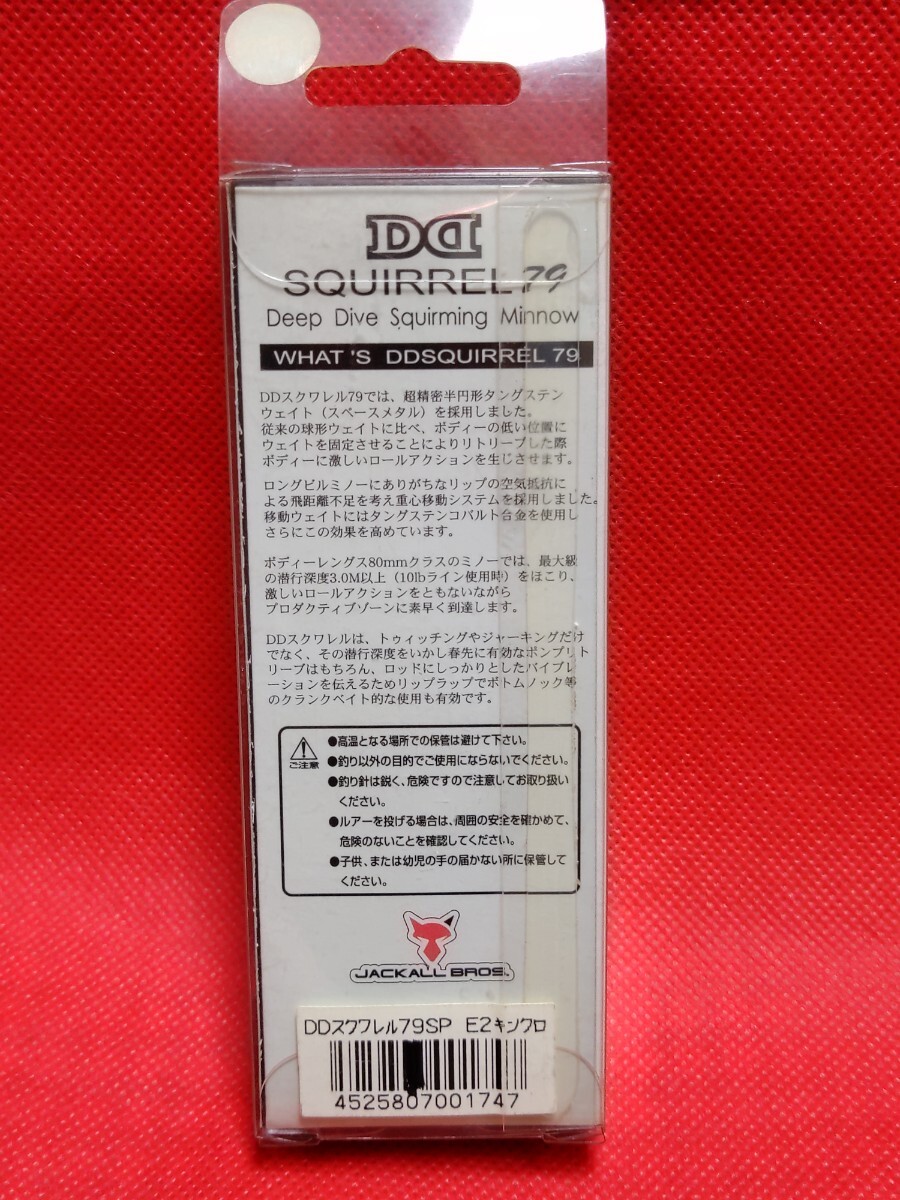 DD
SQUIRREL 79
Deep Dive Squirming Minnow
WHAT 'S DDSQUIRREL 79
DDスクワレル79では、超精密半円形タングステン
ウェイト（スペースメタル）を採用しました。
従来の球形ウェイトに比べ、ボディーの低い位置に
ウェイトを固定させることによりリトリーブした際
ボディーに激しいロールアクションを生じさせます。
ロングビルミノーにありがちなリップの空気抵抗に
よる飛距離不足を考え重心移動システムを採用しました。
移動ウェイトにはタングステンコバルト合金を使用し
さらにこの効果を高めています。
ボディーレングス80mmクラスのミノーでは、最大級
の潜行深度3.0M以上（10lbライン使用時）をほこり、
激しいロールアクションをともないながら
プロダクティブゾーンに素早く到達します。
DDスクワレルは、トゥィッチングやジャーキングだけ
でなく、その潜行深度をいかし春先に有効なポンプリト
リーブはもちろん、ロッドにしっかりとしたバイブレ
ーションを伝えるためリップラップでボトムノック等
のクランクベイト的な使用も有効です。
ご注意
●高温となる場所での保管は避けて下さい。
●釣り以外の目的でご使用にならないでください。
●釣り針は鋭く、危険ですので注意してお取り扱い
ください。
●ルアーを投げる場合は、周囲の安全を確かめて、
危険のないことを確認してください。
●子供、または幼児の手の届かない所に保管して
ください。
JACKALL BROS.
DDスクワレル79SP E2キンクロ
4525807001747